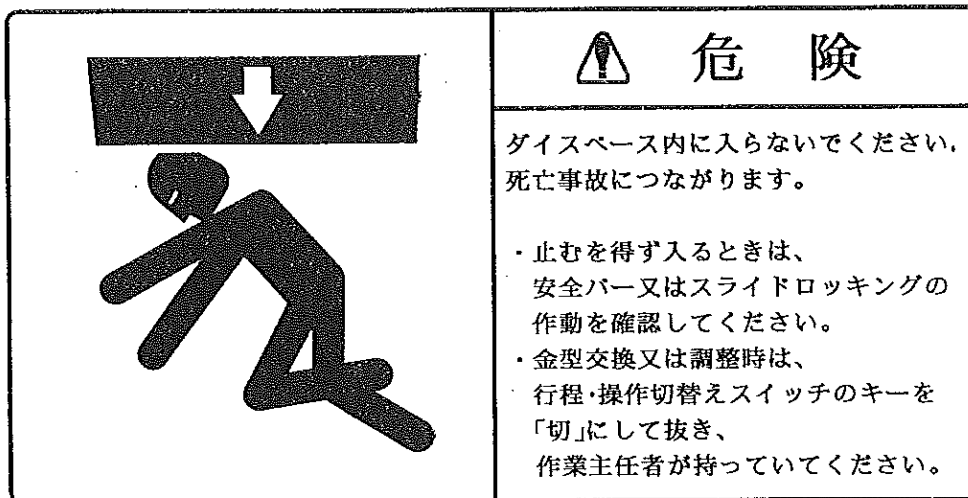 危 険
ダイスペース内に入らないでください.
死亡事故につながります。
・止むを得ず入るときは、
安全バー又はスライドロッキングの
作動を確認してください。
・金型交換又は調整時は、
行程･操作切替えスイッチのキーを
「切」にして抜き、
作業主任者が持っていてください。